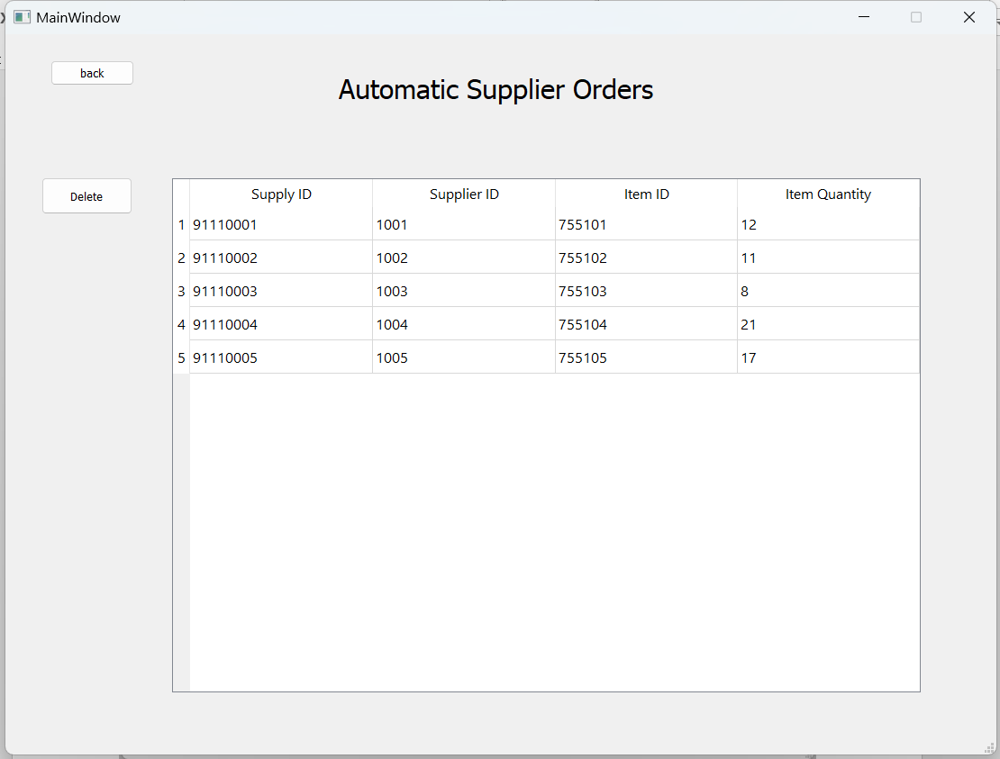 MainWindow
back
Automatic Supplier Orders
Delete
Supply ID Supplier ID Item ID Item Quantity
1 91110001 1001 755101 12
2 91110002 1002 755102 11
3 91110003 1003 755103 8
4 91110004 1004 755104 21
5 91110005 1005 755105 17